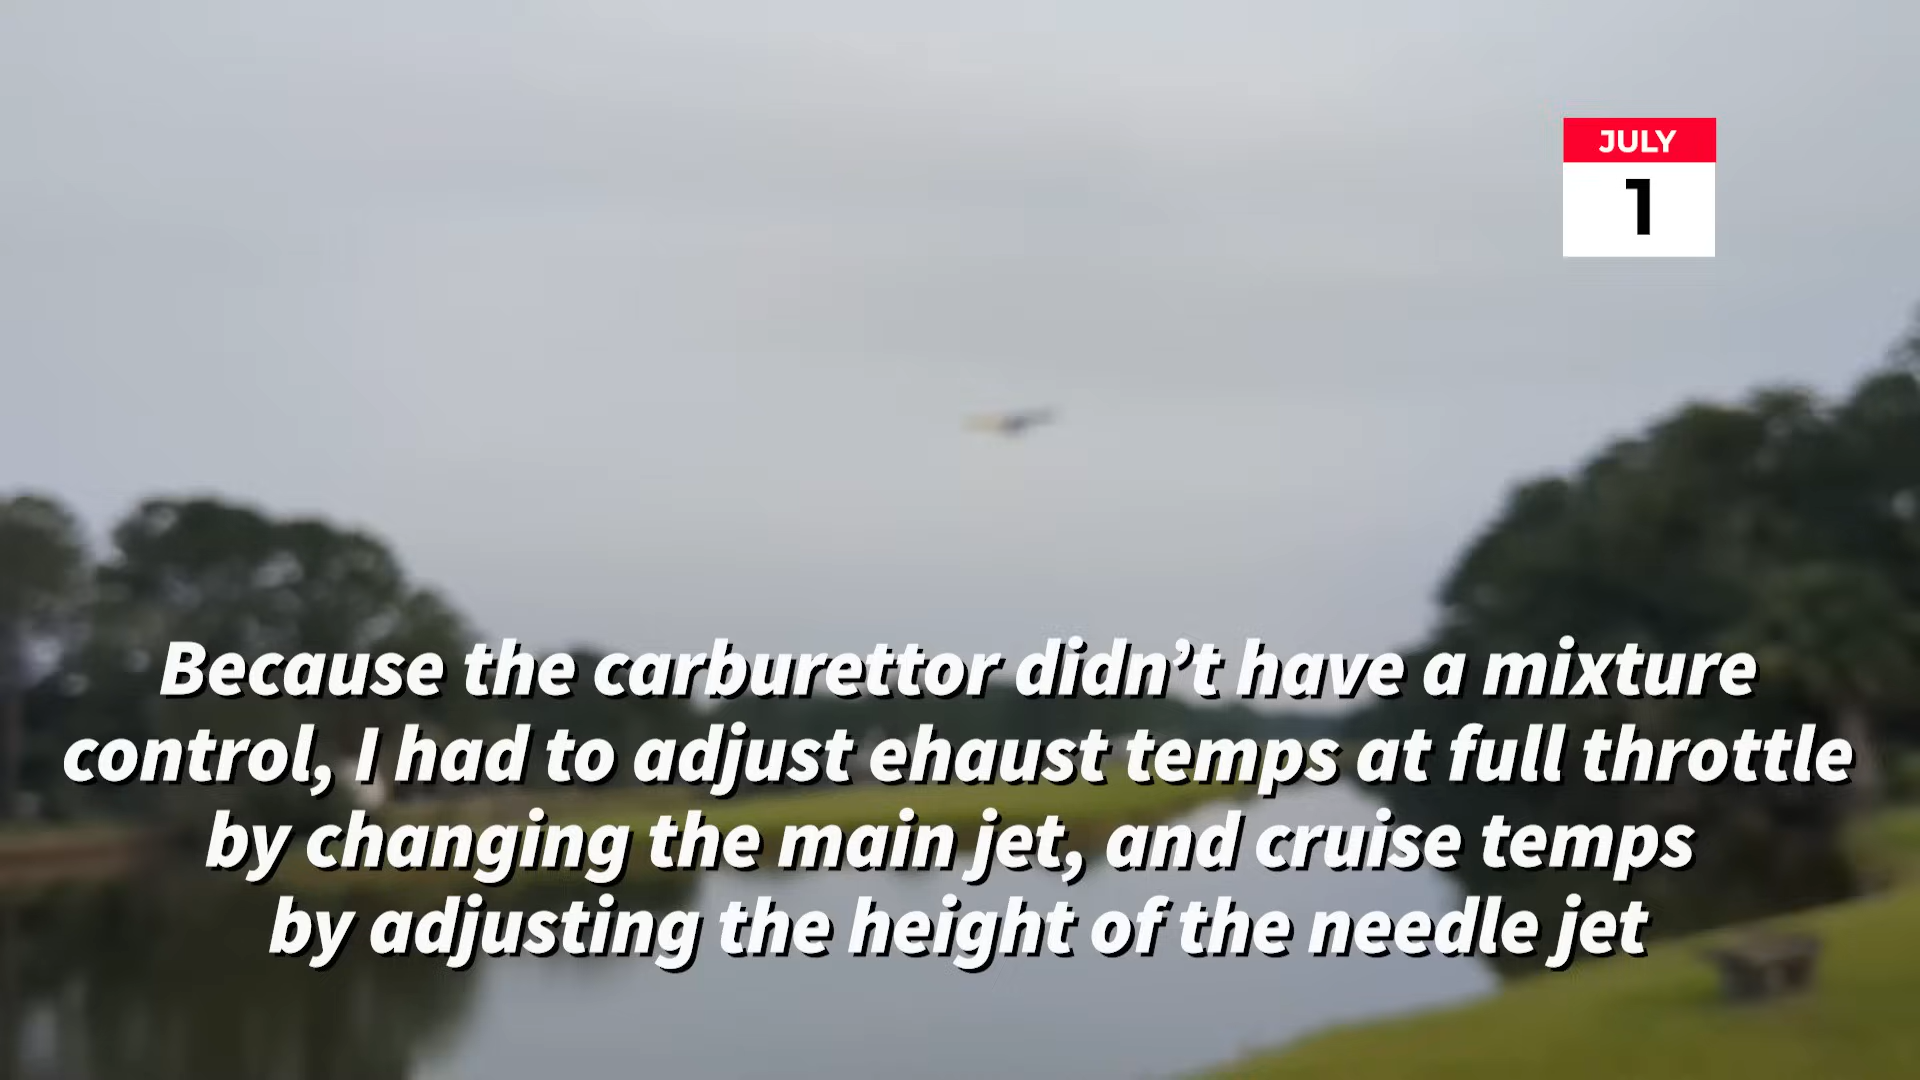 JULY
1
Because the carburettor didn’t have a mixture
control, I had to adjust ehaust temps at full throttle
by changing the main jet, and cruise temps
by adjusting the height of the needle jet